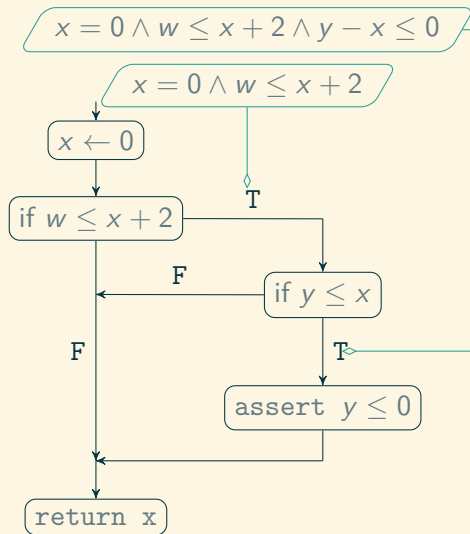 x = 0 ∧ w ≤ x + 2 ∧ y − x ≤ 0
x = 0 ∧ w ≤ x + 2
x ← 0
T
if w ≤ x + 2
F
if y ≤ x
F
T
assert y ≤ 0
return x